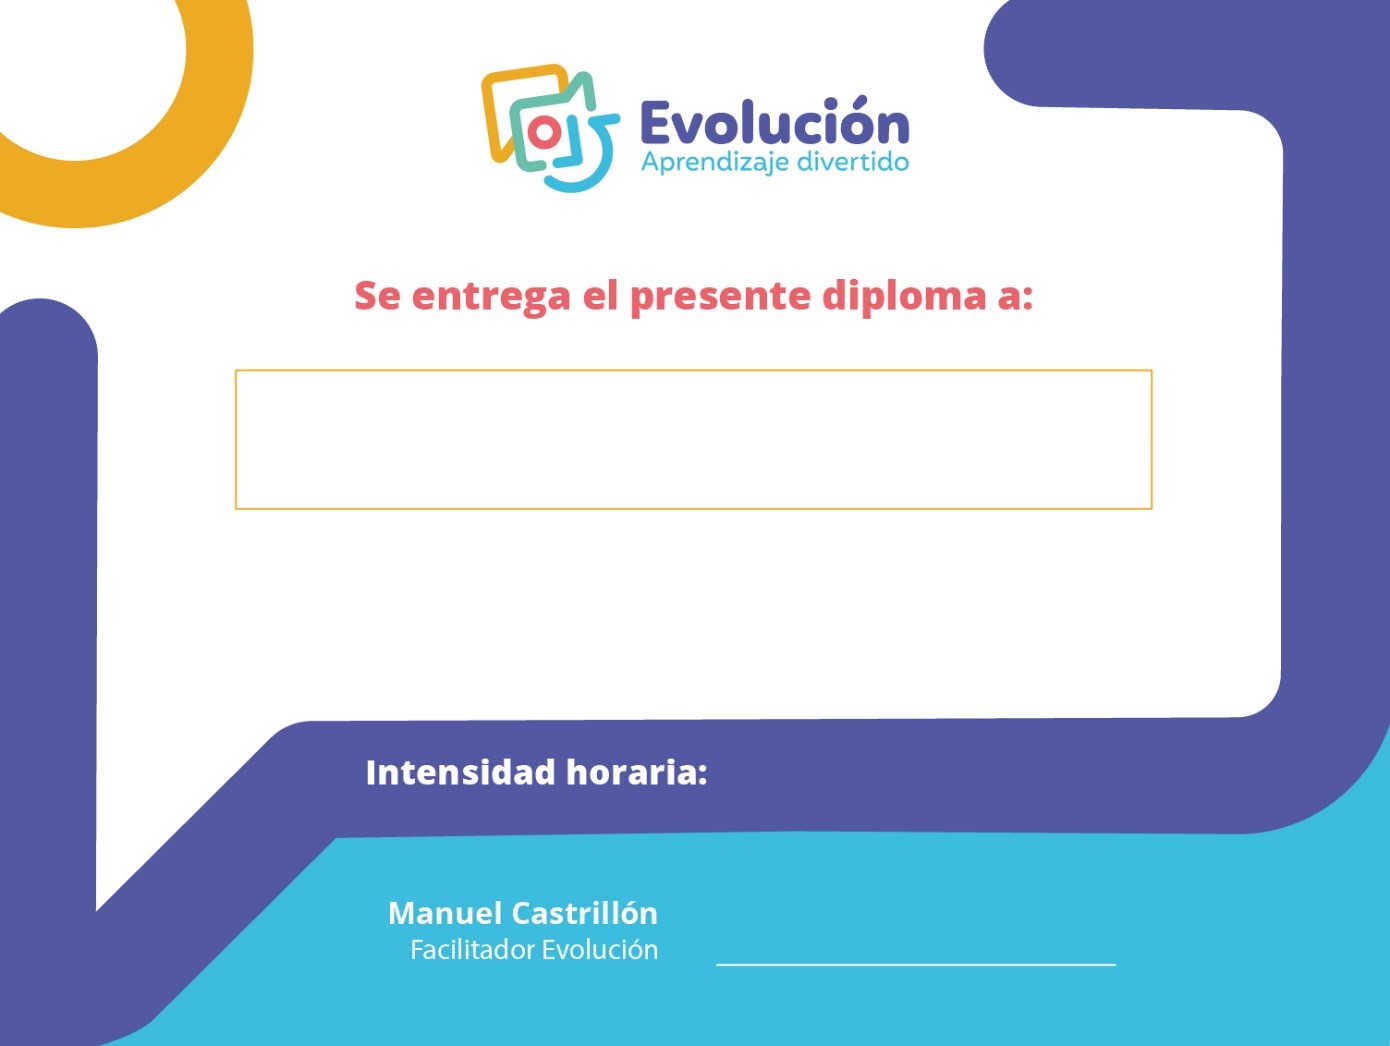 Evolución
Aprendizaje divertido
Se entrega el presente diploma a:
Intensidad horaria:
Manuel Castrillón
Facilitador Evolución